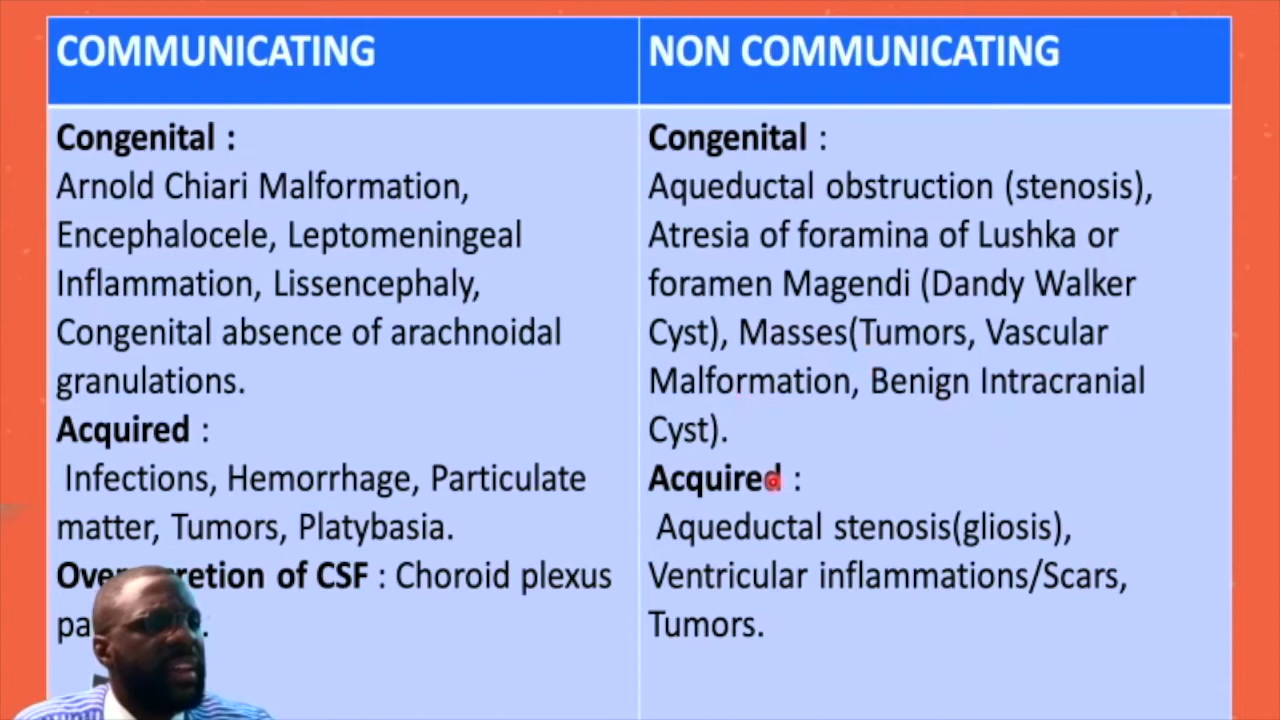 COMMUNICATING
Congenital :
Arnold Chiari Malformation,
Encephalocele, Leptomeningeal
Inflammation, Lissencephaly,
Congenital absence of arachnoidal
granulations.
Acquired :
Infections, Hemorrhage, Particulate
matter, Tumors, Platybasia.
of CSF : Choroid plexus
NON COMMUNICATING
Congenital :
Aqueductal obstruction (stenosis),
Atresia of foramina of Lushka or
foramen Magendi (Dandy Walker
Cyst), Masses(Tumors, Vascular
Malformation, Benign Intracranial
Cyst).
Acquired :
Aqueductal stenosis(gliosis),
Ventricular inflammations/Scars,
Tumors.